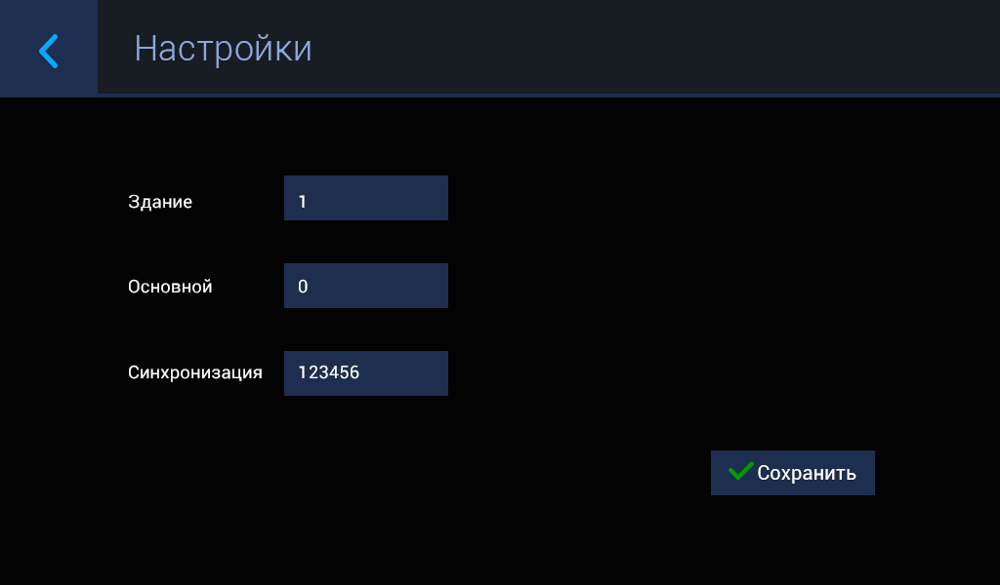 Настройки
Здание 1
Основной 0
Синхронизация 123456
Сохранить